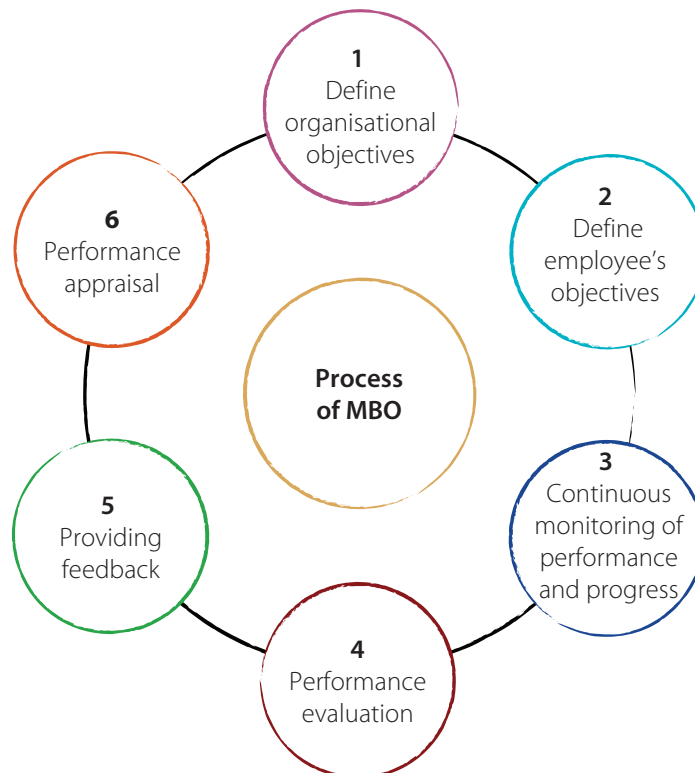 1
Define
organisational
objectives
2
Define
employee’s
objectives
3
Continuous
monitoring of
performance
and progress
4
Performance
evaluation
5
Providing
feedback
6
Performance
appraisal
Process
of MBO